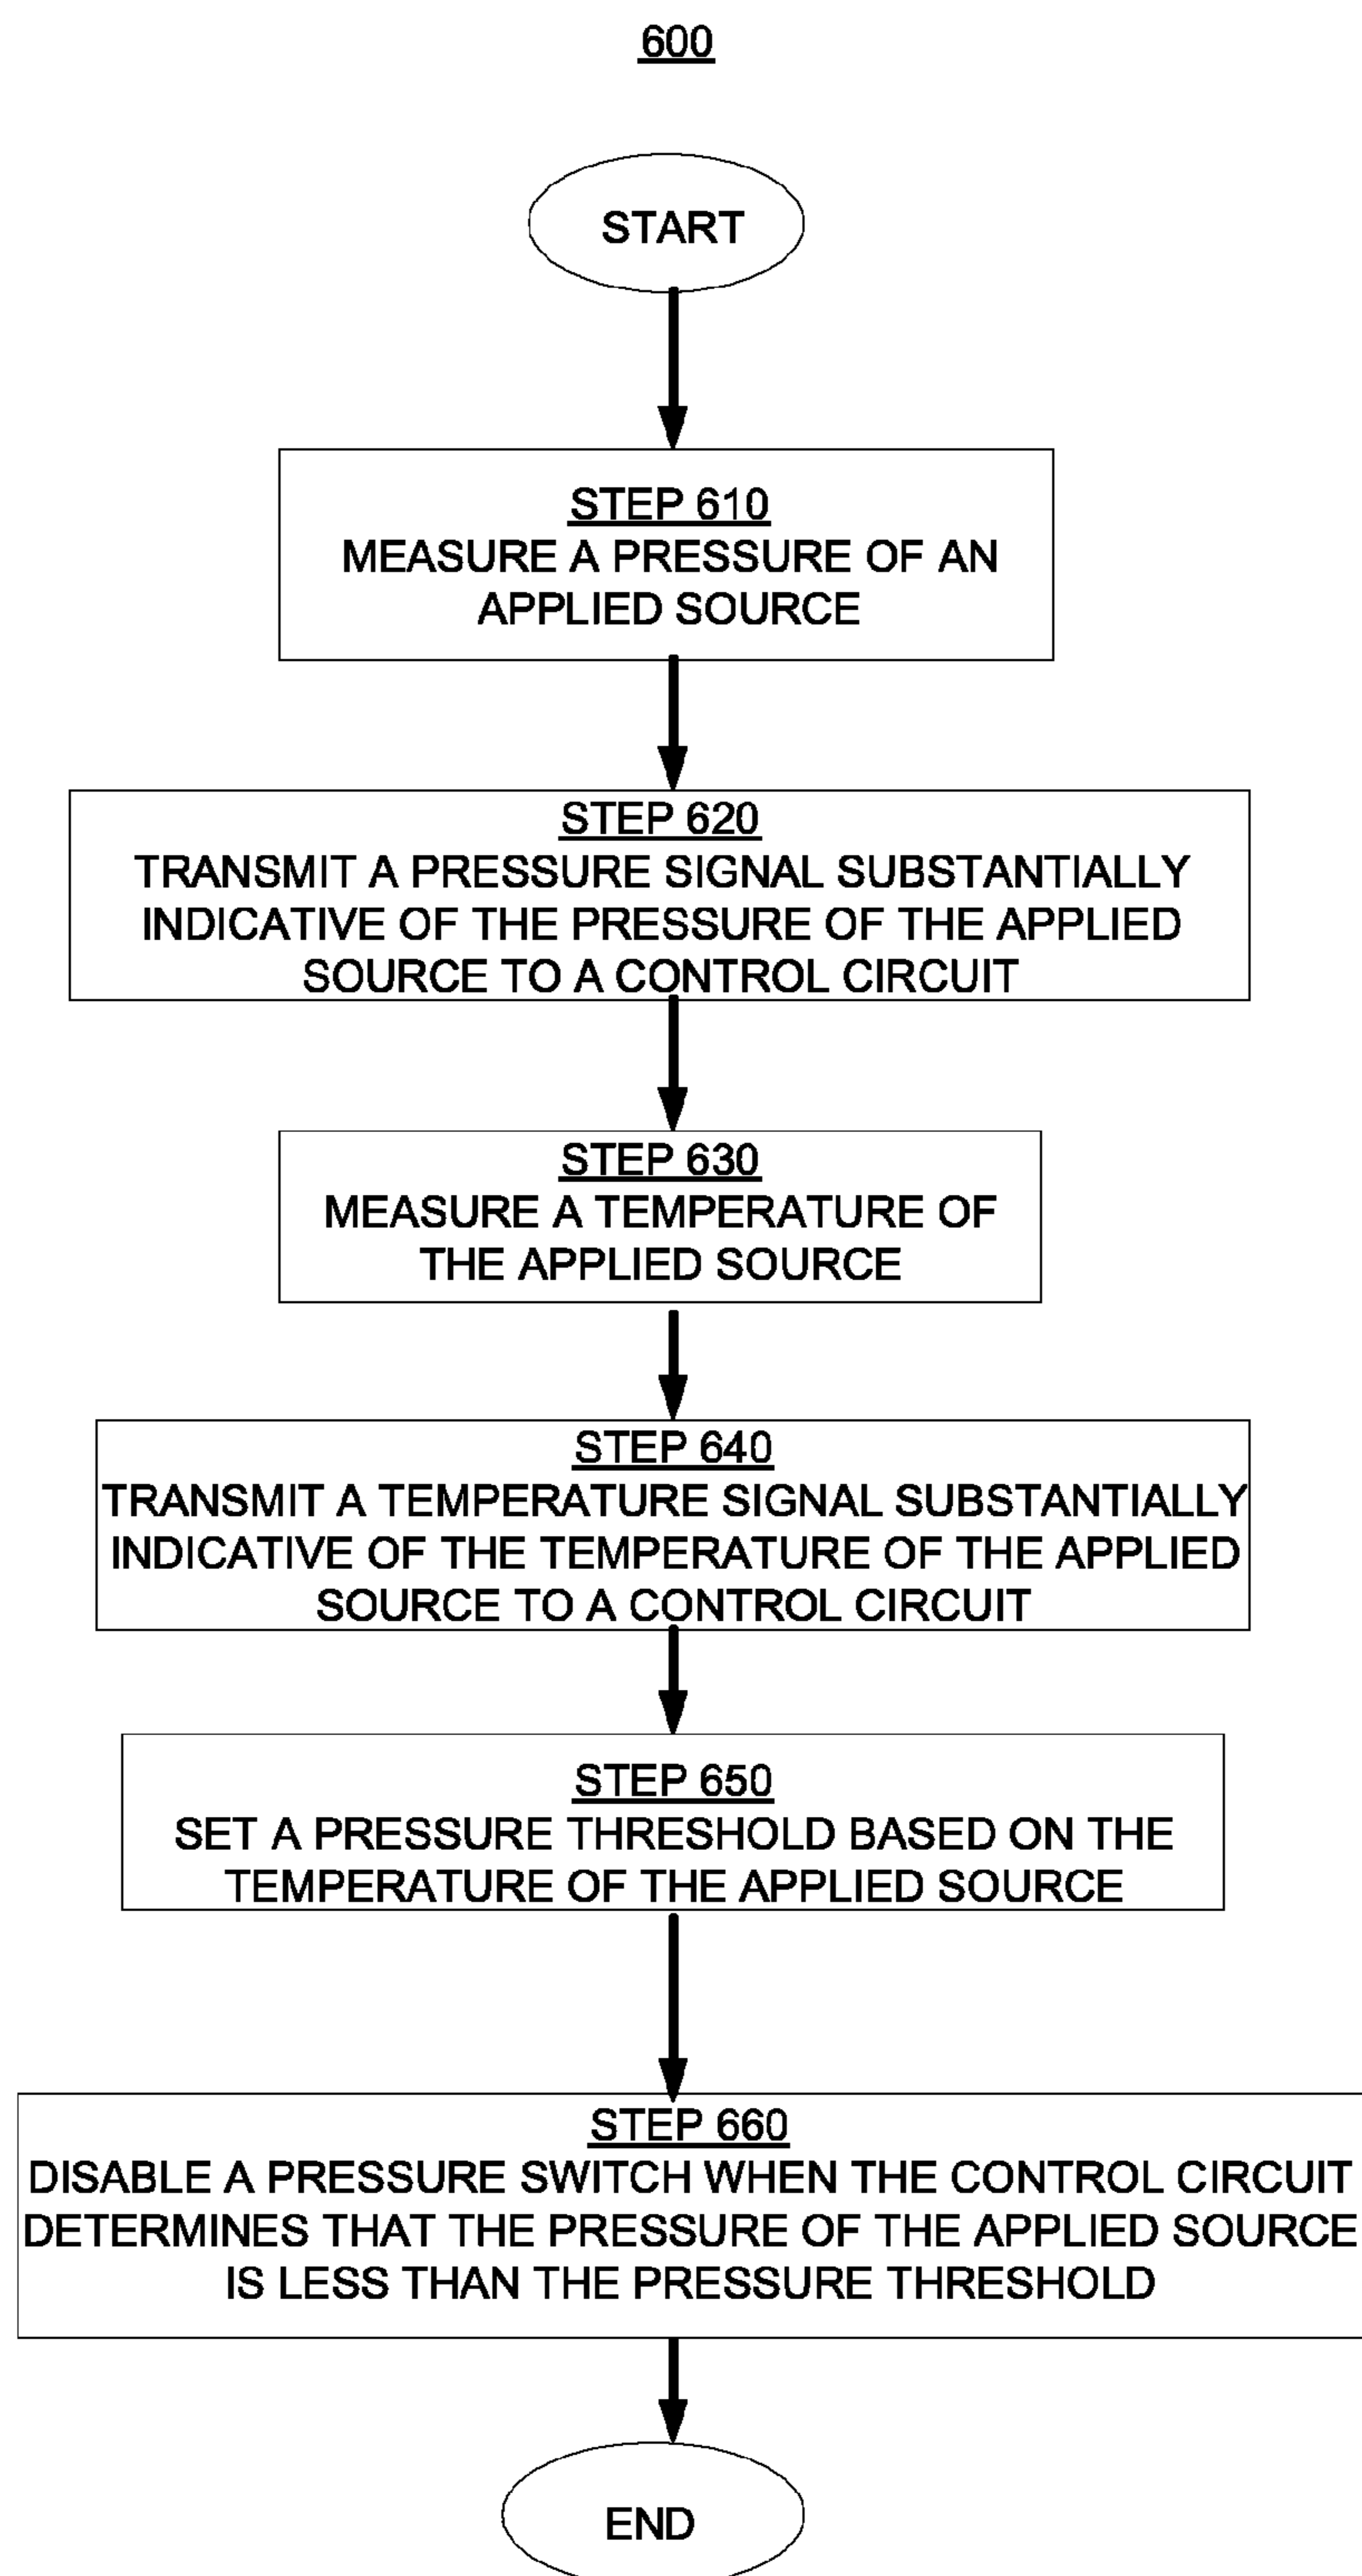 600
START
STEP 610
MEASURE A PRESSURE OF AN
APPLIED SOURCE
STEP 620
TRANSMIT A PRESSURE SIGNAL SUBSTANTIALLY
INDICATIVE OF THE PRESSURE OF THE APPLIED
SOURCE TO A CONTROL CIRCUIT
STEP 630
MEASURE A TEMPERATURE OF
THE APPLIED SOURCE
STEP 640
TRANSMIT A TEMPERATURE SIGNAL SUBSTANTIALLY
INDICATIVE OF THE TEMPERATURE OF THE APPLIED
SOURCE TO A CONTROL CIRCUIT
STEP 650
SET A PRESSURE THRESHOLD BASED ON THE
TEMPERATURE OF THE APPLIED SOURCE
STEP 660
DISABLE A PRESSURE SWITCH WHEN THE CONTROL CIRCUIT
DETERMINES THAT THE PRESSURE OF THE APPLIED SOURCE
IS LESS THAN THE PRESSURE THRESHOLD
END